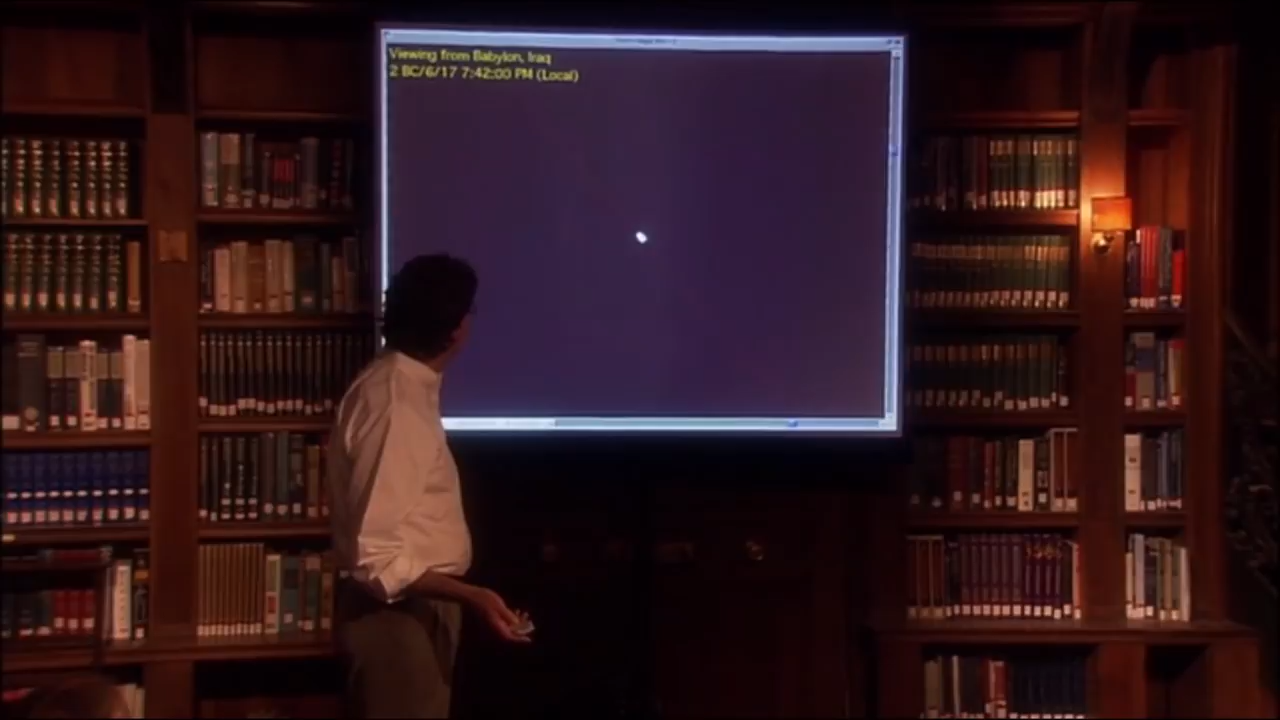 Viewing from Babylon, Iraq
2 BC/6/17 7:42:00 PM (Local)